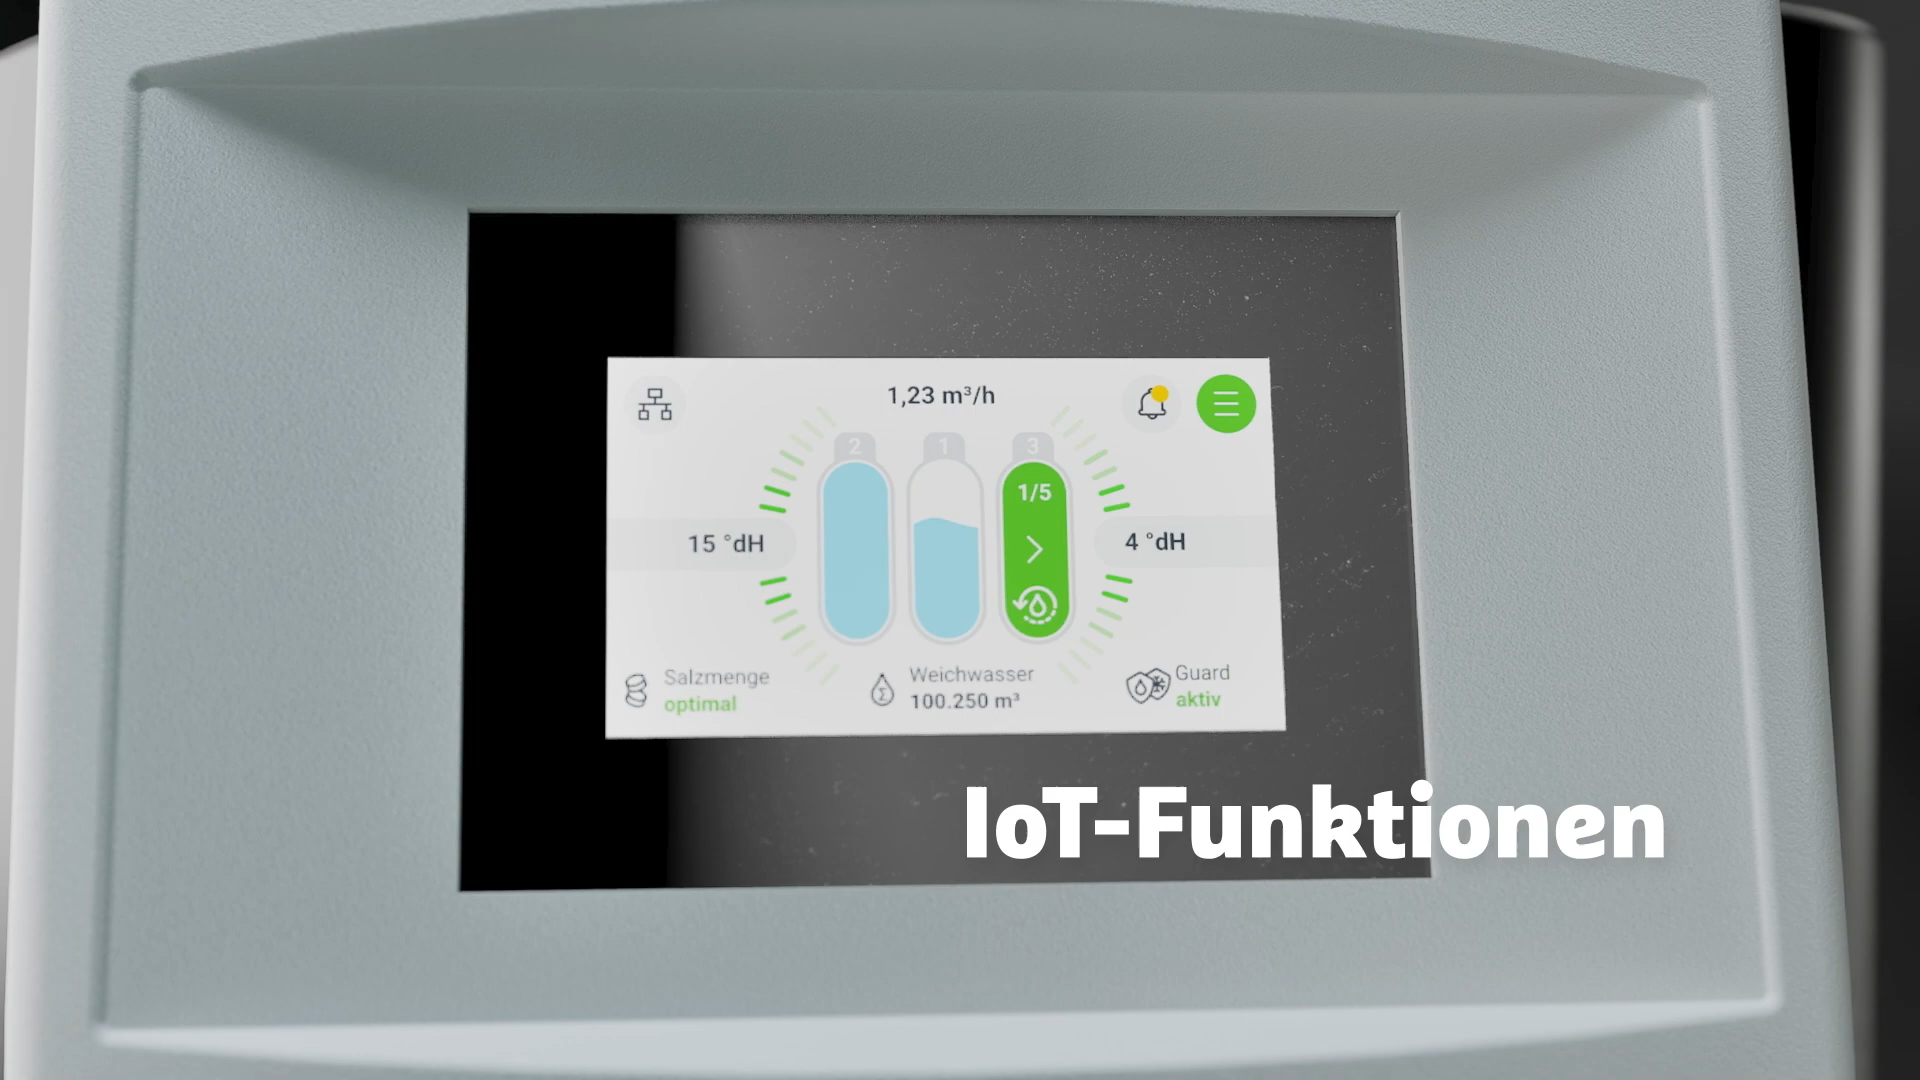 1,23 m³/h
2 1 3
1/5
15 °dH
4 °dH
Salzmenge
optimal
Weichwasser
100.250 m³
Guard
aktiv
IoT-Funktionen